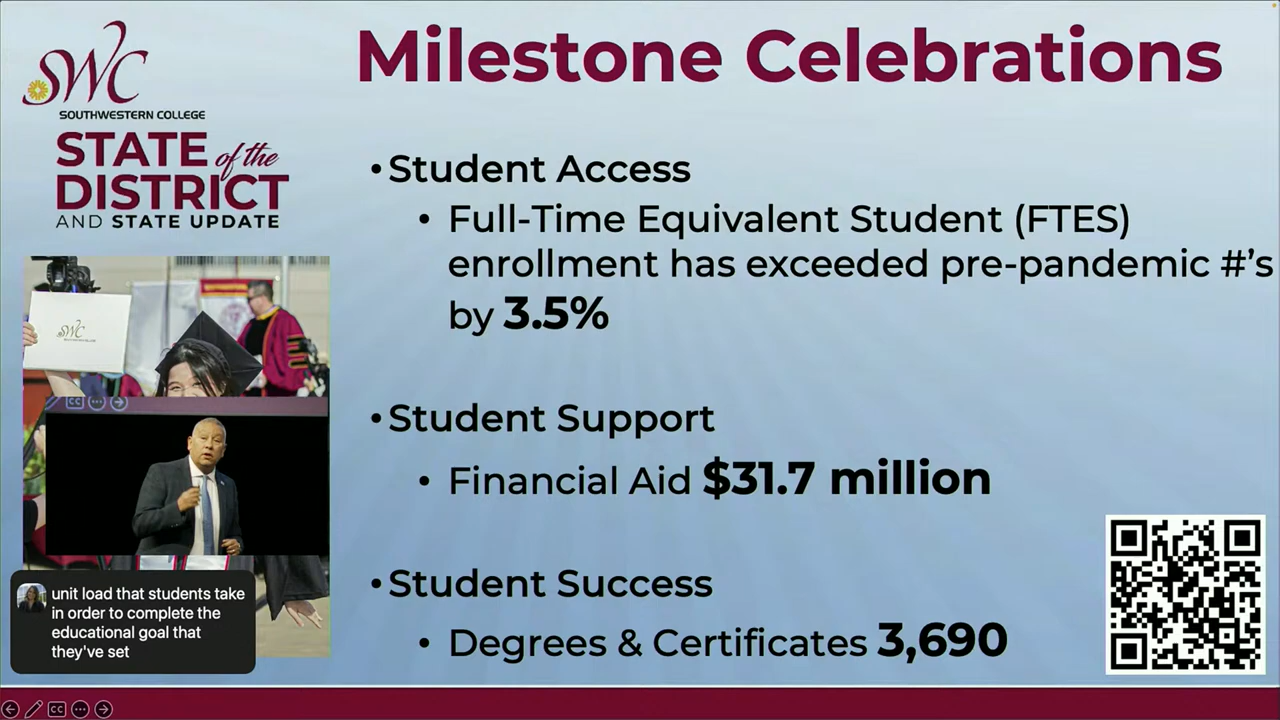 Milestone Celebrations
SWC
SOUTHWESTERN COLLEGE
STATE of the
DISTRICT
AND STATE UPDATE
• Student Access
• Full-Time Equivalent Student (FTES)
enrollment has exceeded pre-pandemic #'s
by 3.5%
• Student Support
• Financial Aid $31.7 million
• Student Success
• Degrees & Certificates 3,690
SWC
CC
unit load that students take
in order to complete the
educational goal that
they've set
CC